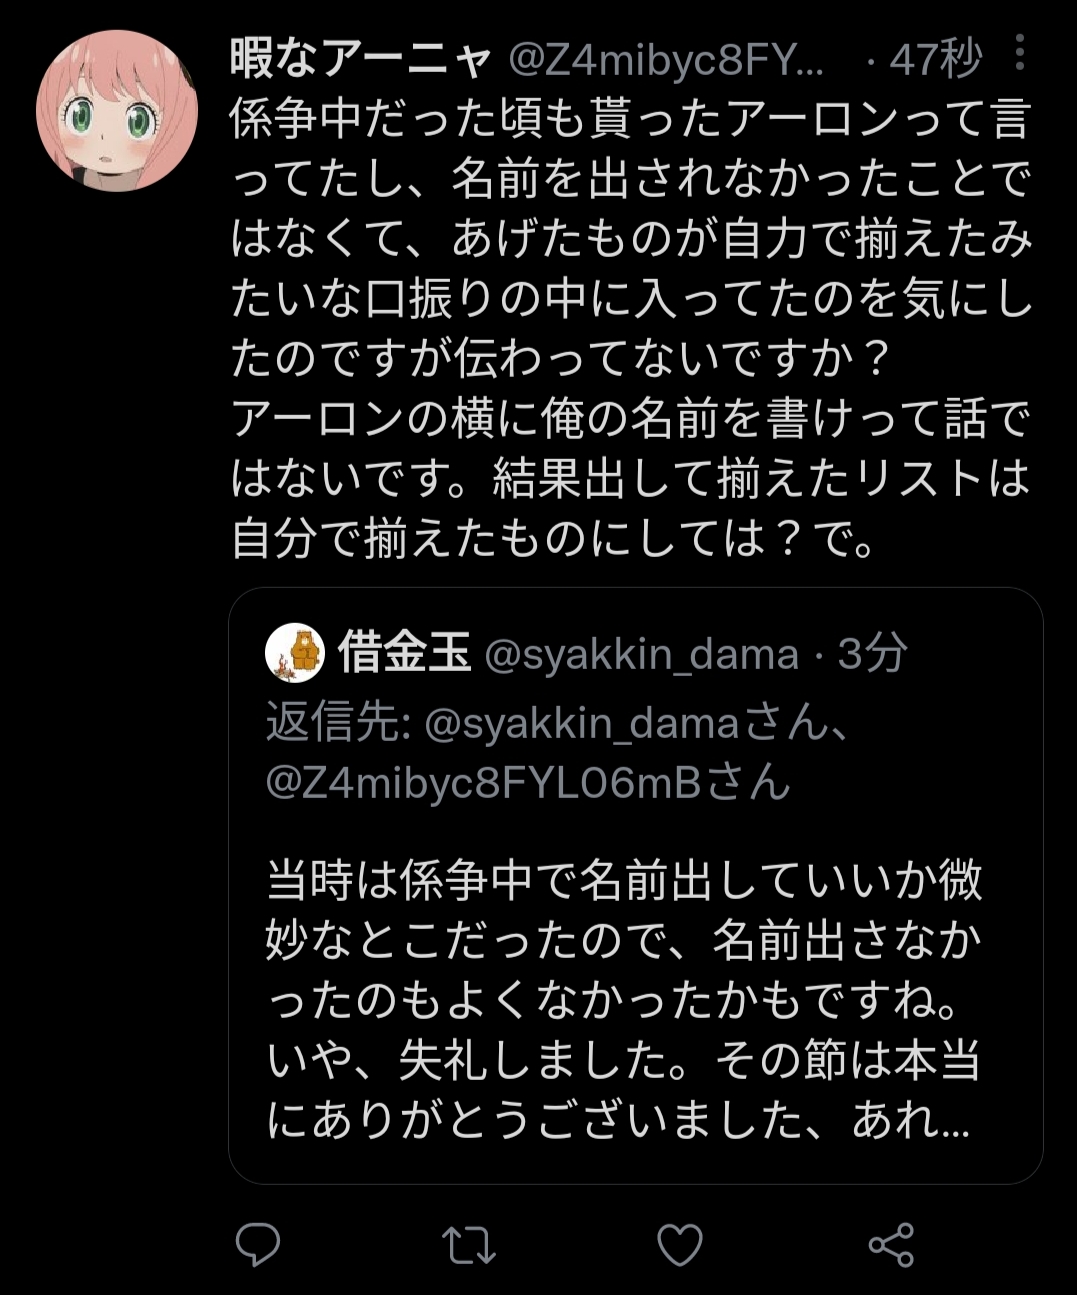 暇なアーニャ @Z4mibyc8FY... · 47秒
係争中だった頃も貰ったアーロンって言
ってたし、名前を出されなかったことで
はなくて、あげたものが自力で揃えたみ
たいな口振りの中に入ってたのを気にし
たのですが伝わってないですか？
アーロンの横に俺の名前を書けって話で
はないです。結果出して揃えたリストは
自分で揃えたものにしては？で。
借金玉 @syakkin_dama · 3分
返信先: @syakkin_damaさん、
@Z4mibyc8FYL06mBさん
当時は係争中で名前出していいか微
妙なとこだったので、名前出さなか
ったのもよくなかったかもですね。
いや、失礼しました。その節は本当
にありがとうございました、あれ...